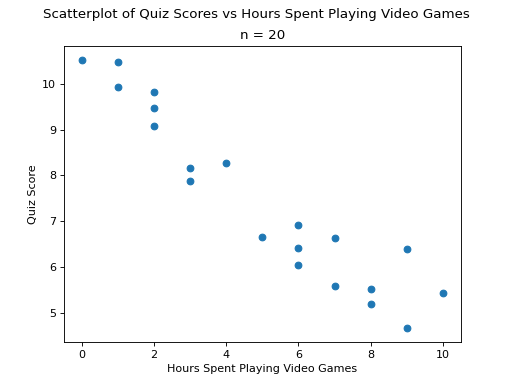 Scatterplot of Quiz Scores vs Hours Spent Playing Video Games
n = 20
10
9
8
7
6
5
Quiz Score
0 2 4 6 8 10
Hours Spent Playing Video Games